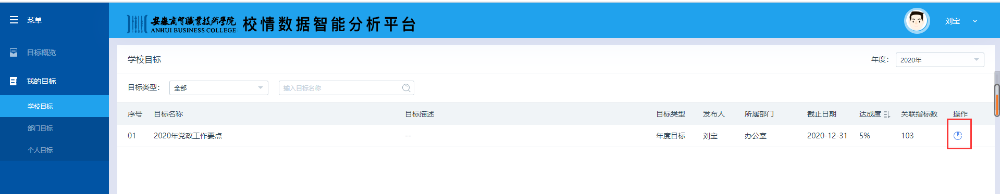 菜单
安徽商贸职业技术学院
ANHUI BUSINESS COLLEGE
校情数据智能分析平台
刘宝
目标概览
我的目标
学校目标
部门目标
个人目标
学校目标
年度： 2020年
目标类型： 全部 输入目标名称
序号 目标名称 目标描述 目标类型 发布人 所属部门 截止日期 达成度 关联指标数 操作
01 2020年党政工作要点 -- 年度目标 刘宝 办公室 2020-12-31 5% 103